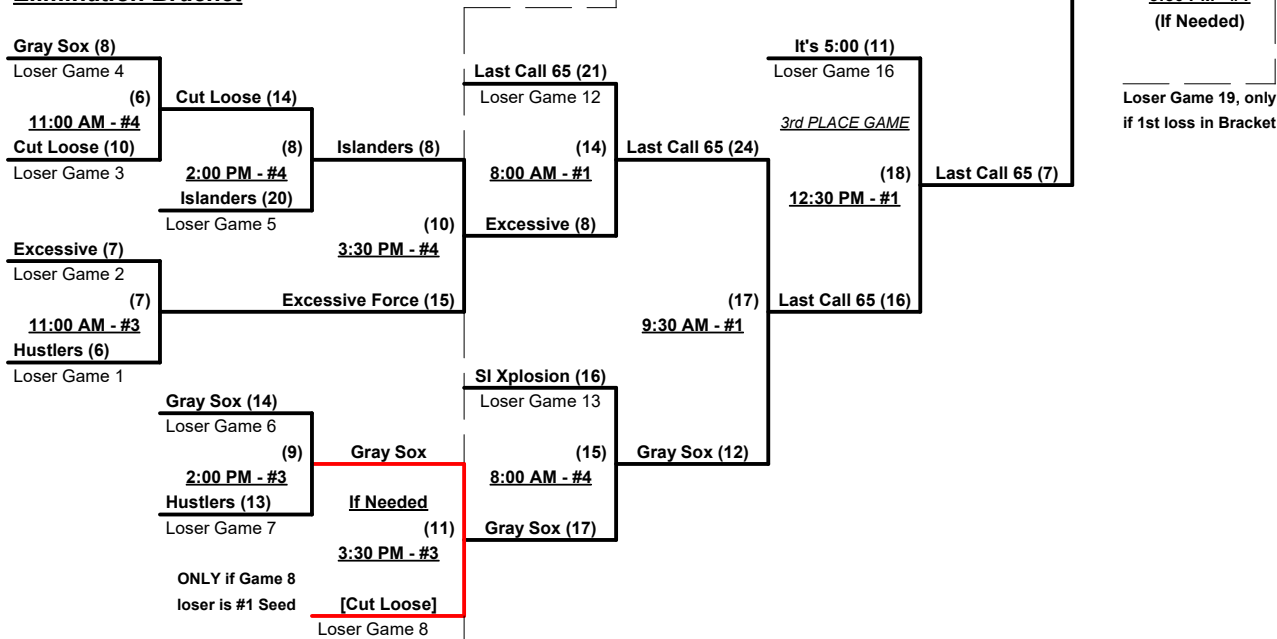 Elimination Bracket
(If Needed)
Gray Sox (8)
Loser Game 4
(6)
11:00 AM - #4
Cut Loose (10)
Loser Game 3
Cut Loose (14)
(8)
2:00 PM - #4
Islanders (20)
Loser Game 5
Islanders (8)
(10)
3:30 PM - #4
Excessive (7)
Loser Game 2
(7)
11:00 AM - #3
Hustlers (6)
Loser Game 1
Excessive Force (15)
Last Call 65 (21)
Loser Game 12
(14)
8:00 AM - #1
Excessive (8)
Last Call 65 (24)
(17)
9:30 AM - #1
It's 5:00 (11)
Loser Game 16
3rd PLACE GAME
(18)
12:30 PM - #1
Last Call 65 (7)
Last Call 65 (16)
Loser Game 19, only
if 1st loss in Bracket
Gray Sox (14)
Loser Game 6
(9)
2:00 PM - #3
Hustlers (13)
Loser Game 7
Gray Sox
If Needed
(11)
3:30 PM - #3
ONLY if Game 8
loser is #1 Seed
[Cut Loose]
Loser Game 8
SI Xplosion (16)
Loser Game 13
(15)
8:00 AM - #4
Gray Sox (17)
Gray Sox (12)